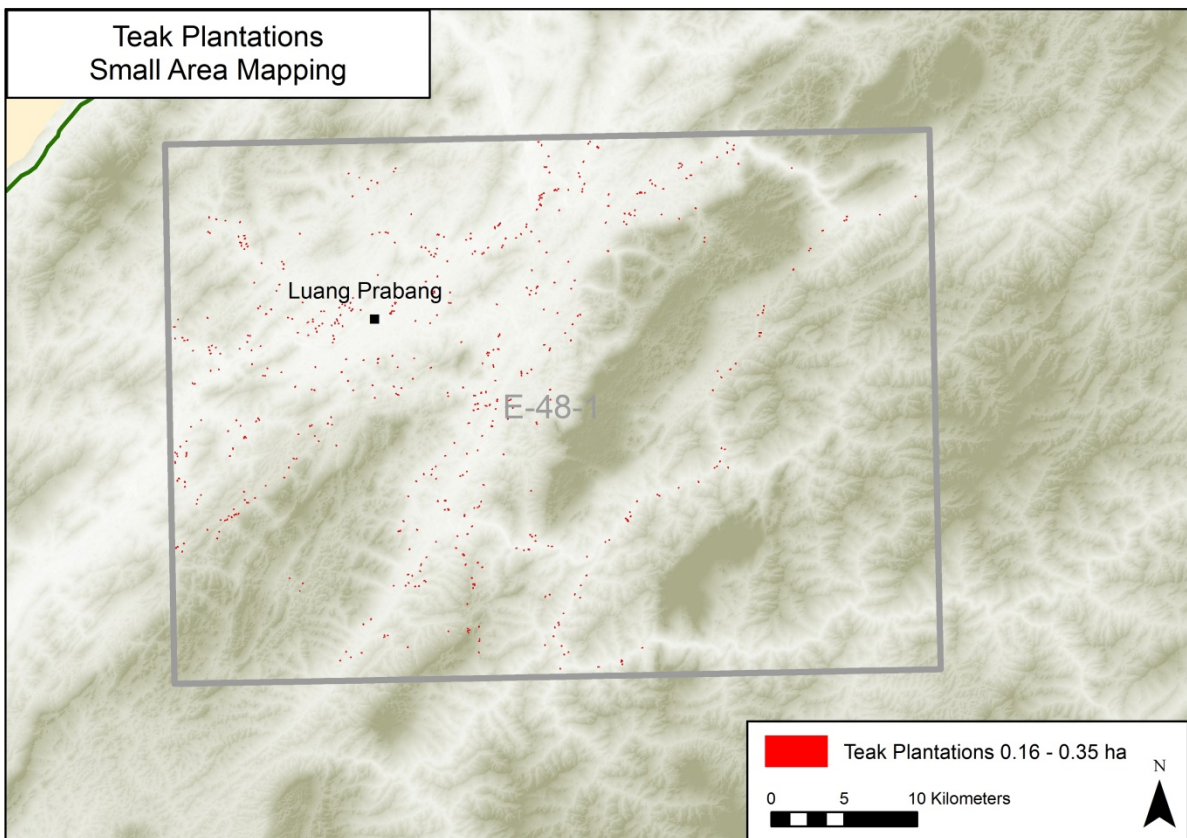 Teak Plantations
Small Area Mapping
Luang Prabang
E-48-1
Teak Plantations 0.16 - 0.35 ha
0 5 10 Kilometers
N